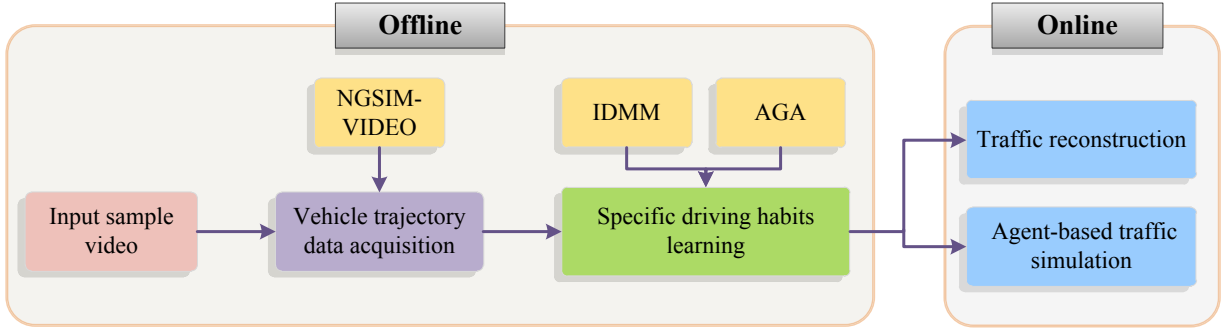 Offline
Online
NGSIM-
VIDEO
IDMM
AGA
Traffic reconstruction
Input sample
video
Vehicle trajectory
data acquisition
Specific driving habits
learning
Agent-based traffic
simulation